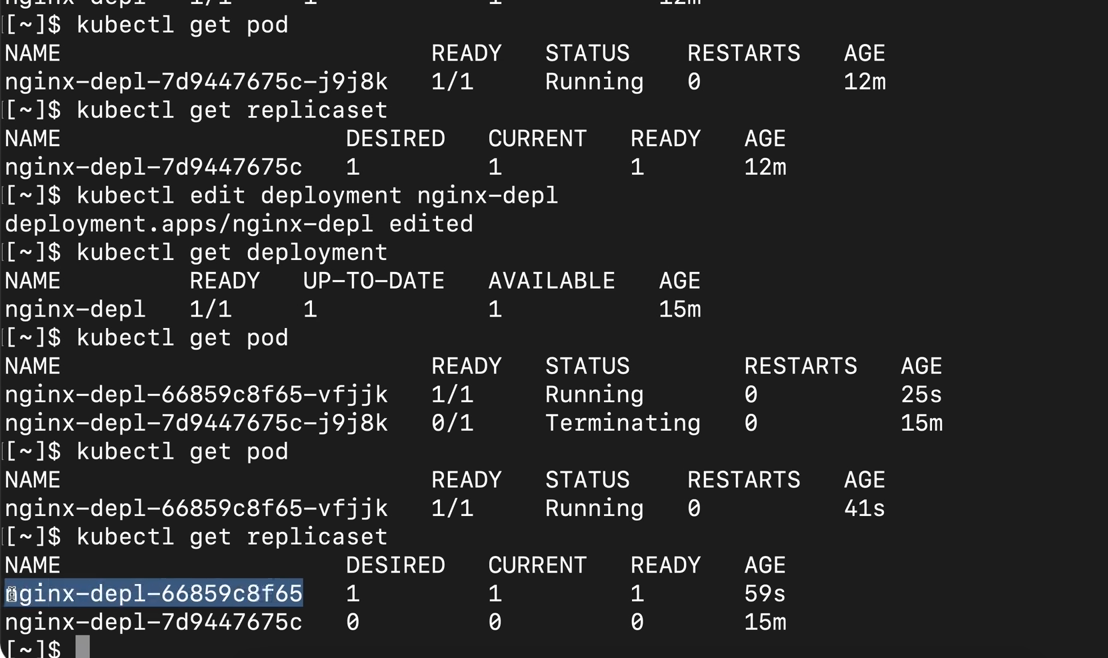 nginx-depl 1/1 1 1 12m
[~]$ kubectl get pod
NAME READY STATUS RESTARTS AGE
nginx-depl-7d9447675c-j9j8k 1/1 Running 0 12m
[~]$ kubectl get replicaset
NAME DESIRED CURRENT READY AGE
nginx-depl-7d9447675c 1 1 1 12m
[~]$ kubectl edit deployment nginx-depl
deployment.apps/nginx-depl edited
[~]$ kubectl get deployment
NAME READY UP-TO-DATE AVAILABLE AGE
nginx-depl 1/1 1 1 15m
[~]$ kubectl get pod
NAME READY STATUS RESTARTS AGE
nginx-depl-66859c8f65-vfjjk 1/1 Running 0 25s
nginx-depl-7d9447675c-j9j8k 0/1 Terminating 0 15m
[~]$ kubectl get pod
NAME READY STATUS RESTARTS AGE
nginx-depl-66859c8f65-vfjjk 1/1 Running 0 41s
[~]$ kubectl get replicaset
NAME DESIRED CURRENT READY AGE
nginx-depl-66859c8f65 1 1 1 59s
nginx-depl-7d9447675c 0 0 0 15m
[~]$